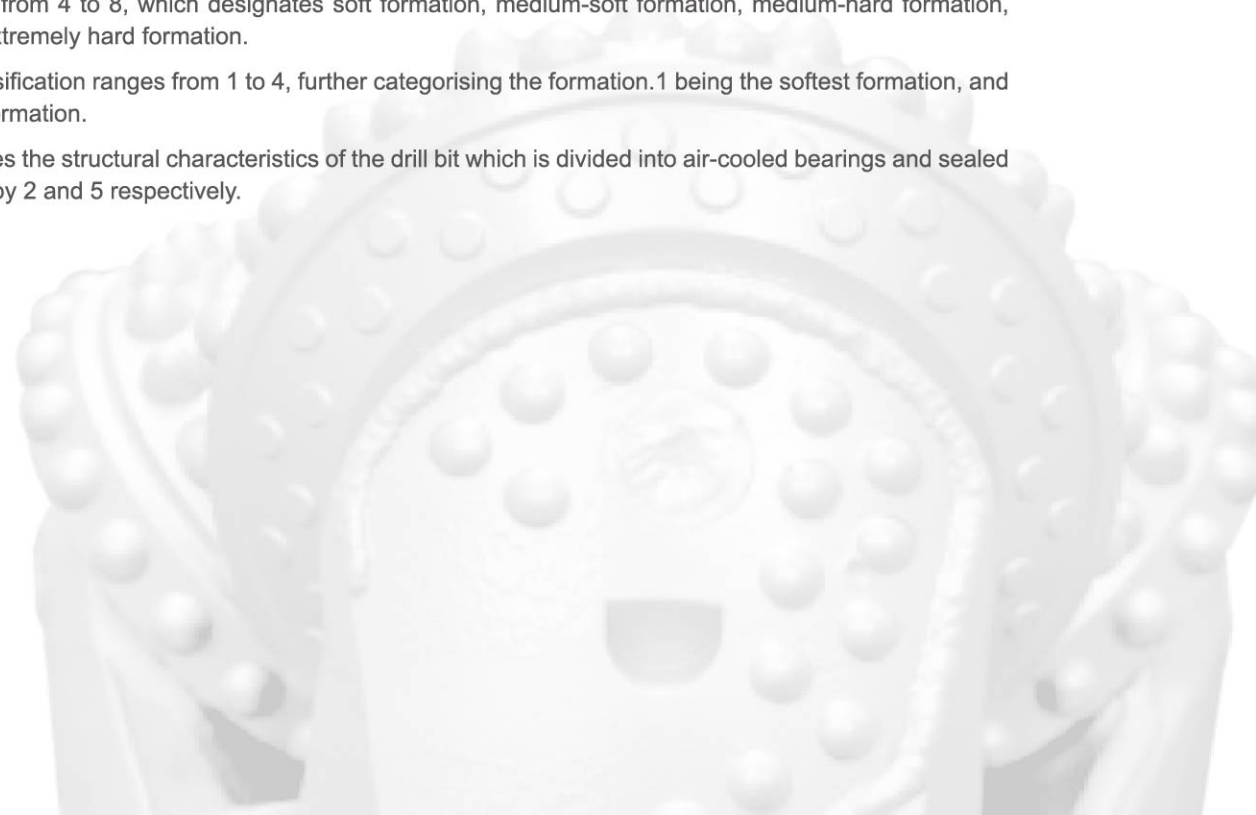 from 4 to 8, which designates soft formation, medium-soft formation, medium-hard formation,
tremely hard formation.
sification ranges from 1 to 4, further categorising the formation.1 being the softest formation, and
rmation.
es the structural characteristics of the drill bit which is divided into air-cooled bearings and sealed
by 2 and 5 respectively.